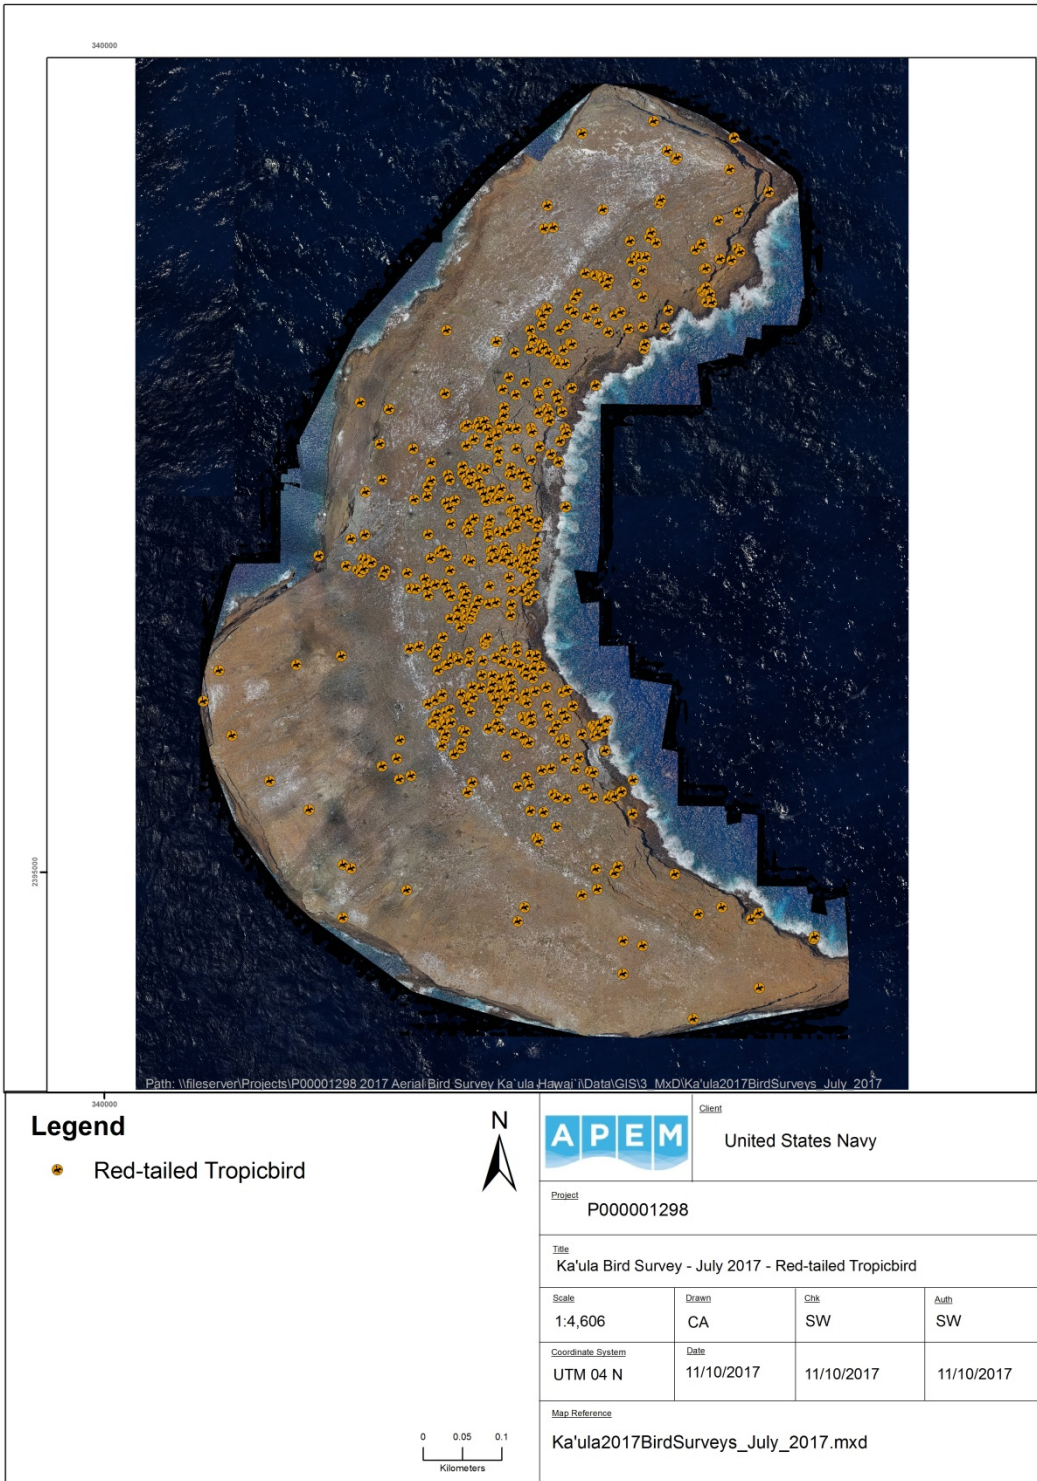 340000
2395000
Path: \\fileserver\Projects\P00001298 2017 Aerial Bird Survey Ka`ula Hawai`i\Data\GIS\3_MxD\Ka'ula2017BirdSurveys_July_2017
340000
Legend
Red-tailed Tropicbird
N
0 0.05 0.1
Kilometers
APEM
Client
United States Navy
Project
P000001298
Title
Ka'ula Bird Survey - July 2017 - Red-tailed Tropicbird
Scale
Drawn
Chk
Auth
1:4,606
CA
SW
SW
Coordinate System
Date
UTM 04 N
11/10/2017
11/10/2017
11/10/2017
Map Reference
Ka'ula2017BirdSurveys_July_2017.mxd